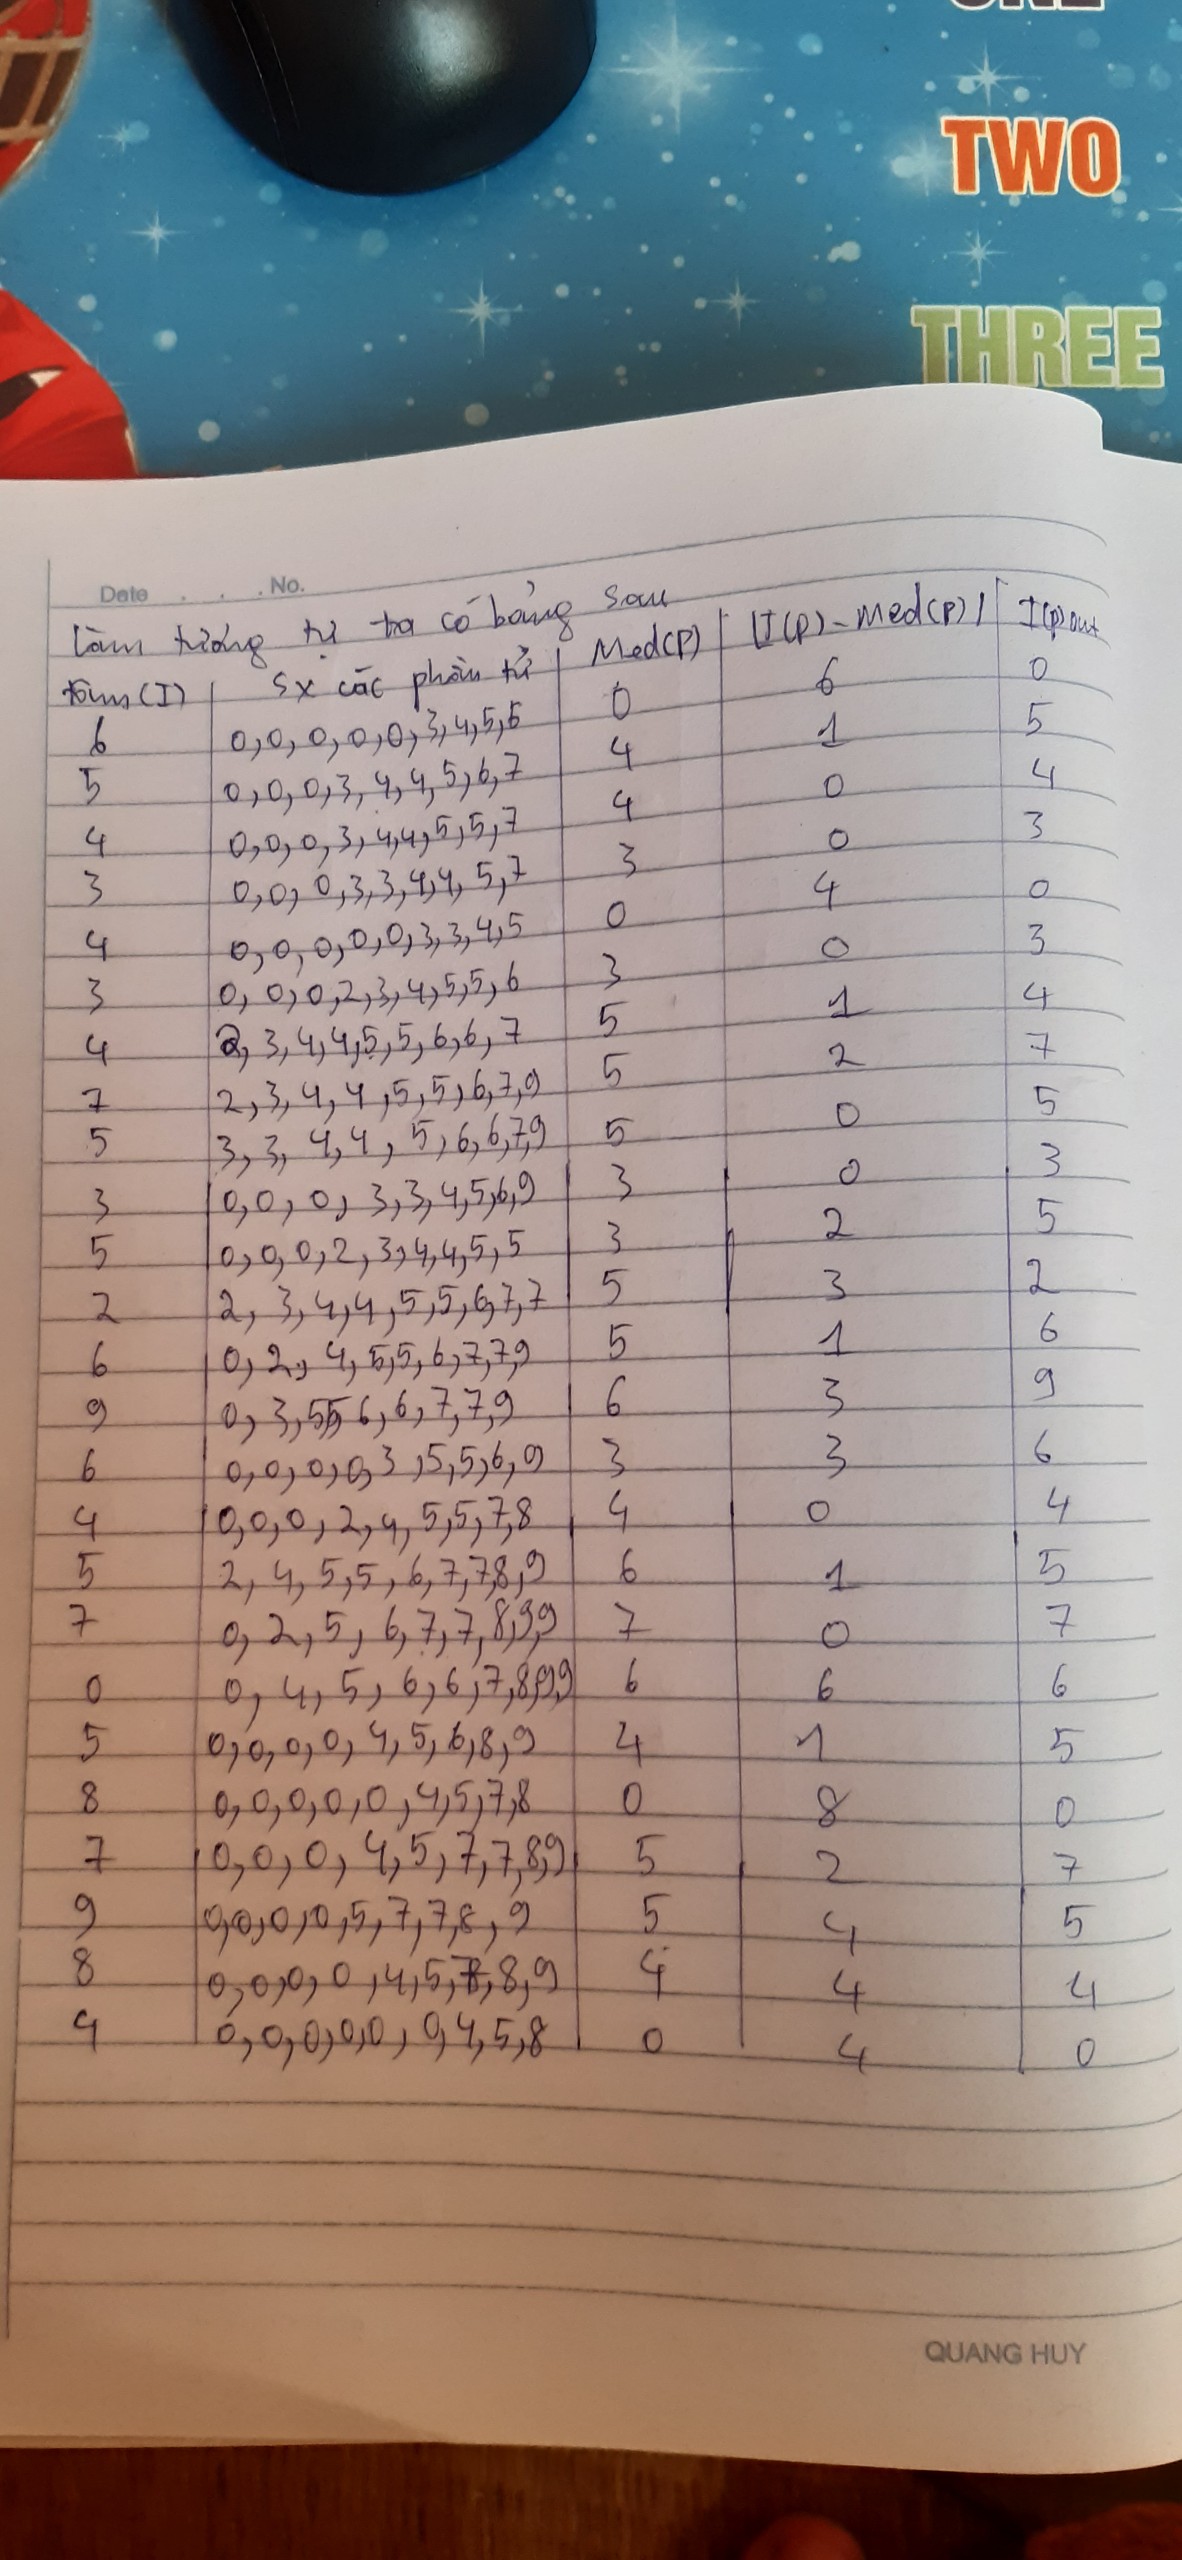 ONE
TWO
THREE
Date . . . No.
Làm tương tự ta có bảng sau
tâm(I) | sx các phần tử | Med(P) | |I(p)-Med(p)| | I(p)out
6 | 0,0,0,0,0,3,4,5,5 | 0 | 6 | 0
5 | 0,0,0,3,4,4,5,6,7 | 4 | 1 | 5
4 | 0,0,0,3,4,4,5,5,7 | 4 | 0 | 4
3 | 0,0,0,3,3,4,4,5,7 | 3 | 0 | 3
4 | 0,0,0,0,0,3,3,4,5 | 0 | 4 | 0
3 | 0,0,0,2,3,4,5,5,6 | 3 | 0 | 3
4 | 2,3,4,4,5,5,6,6,7 | 5 | 1 | 4
7 | 2,3,4,4,5,5,6,7,9 | 5 | 2 | 7
5 | 3,3,4,4,5,6,6,7,9 | 5 | 0 | 5
3 | 0,0,0,3,3,4,5,6,9 | 3 | 0 | 3
5 | 0,0,0,2,3,4,4,5,5 | 3 | 2 | 5
2 | 2,3,4,4,5,5,6,7,7 | 5 | 3 | 2
6 | 0,2,4,5,5,6,7,7,9 | 5 | 1 | 6
9 | 0,3,5,5,6,6,7,7,9 | 6 | 3 | 9
6 | 0,0,0,0,3,5,5,6,9 | 3 | 3 | 6
4 | 0,0,0,2,4,5,5,7,8 | 4 | 0 | 4
5 | 2,4,5,5,6,7,7,8,9 | 6 | 1 | 5
7 | 0,2,5,6,7,7,8,9,9 | 7 | 0 | 7
0 | 0,4,5,6,6,7,8,9,9 | 6 | 6 | 6
5 | 0,0,0,0,4,5,6,8,9 | 4 | 1 | 5
8 | 0,0,0,0,0,4,5,7,8 | 0 | 8 | 0
7 | 0,0,0,4,5,7,7,8,9 | 5 | 2 | 7
9 | 0,0,0,0,5,7,7,8,9 | 5 | 4 | 5
8 | 0,0,0,0,4,5,7,8,9 | 4 | 4 | 4
4 | 0,0,0,0,0,0,4,5,8 | 0 | 4 | 0
QUANG HUY